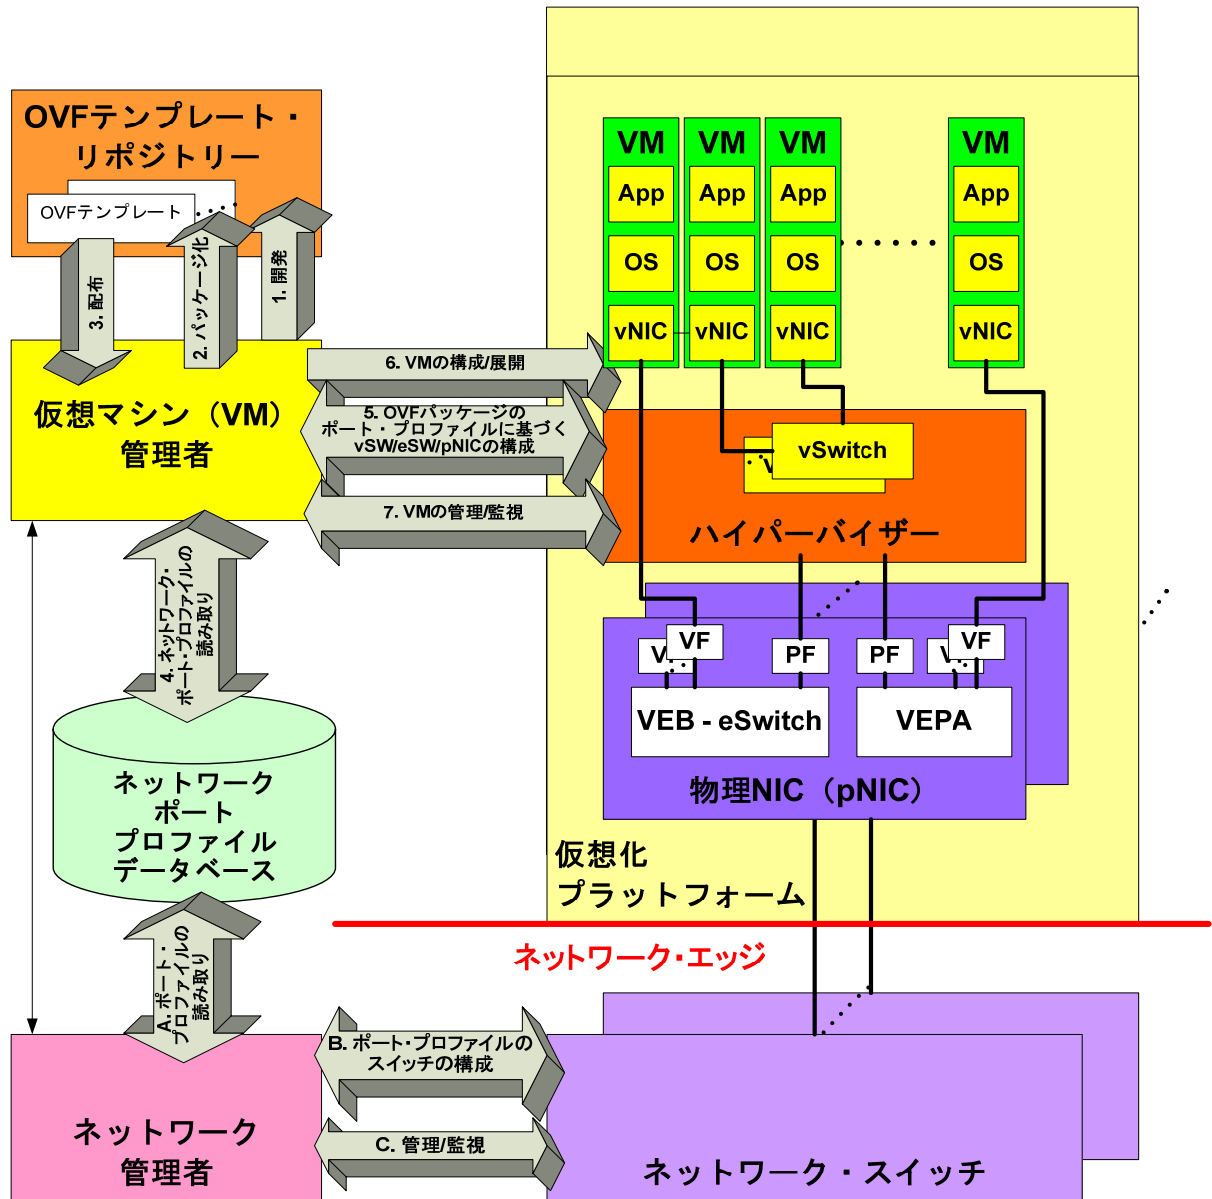 OVFテンプレート・
リポジトリー
OVFテンプレート
3. 配布
2. パッケージ化
1. 開発
仮想マシン（VM）
管理者
6. VMの構成/展開
5. OVFパッケージの
ポート・プロファイルに基づく
vSW/eSW/pNICの構成
7. VMの管理/監視
4. ネットワーク・
ポート・プロファイルの
読み取り
ネットワーク
ポート
プロファイル
データベース
A. ポート・
プロファイルの
読み取り
ネットワーク
管理者
B. ポート・プロファイルの
スイッチの構成
C. 管理/監視
VM
App
OS
vNIC
VM
App
OS
vNIC
VM
App
OS
vNIC
VM
App
OS
vNIC
vSwitch
ハイパーバイザー
VF
PF
PF
VF
VEB - eSwitch
VEPA
物理NIC（pNIC）
仮想化
プラットフォーム
ネットワーク・エッジ
ネットワーク・スイッチ